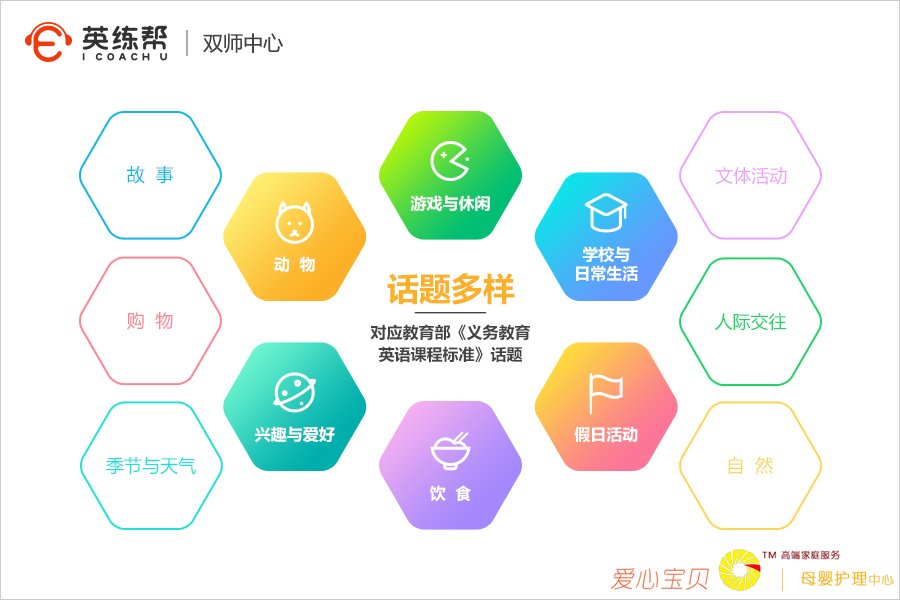 英练帮
I COACH U
双师中心
故 事
动 物
游戏与休闲
学校与
日常生活
文体活动
购 物
话题多样
对应教育部《义务教育
英语课程标准》话题
人际交往
季节与天气
兴趣与爱好
饮 食
假日活动
自 然
爱心宝贝
TM 高端家庭服务
母婴护理中心